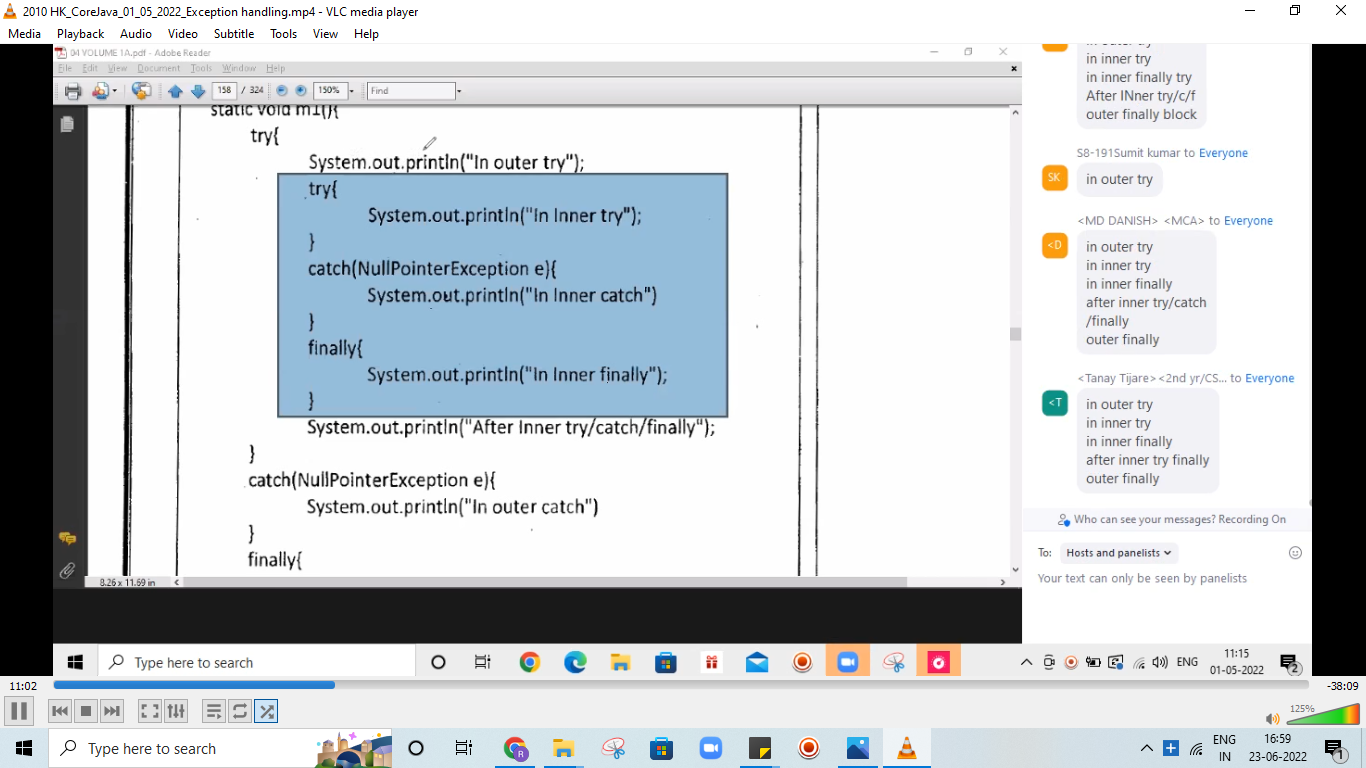 2010 HK_CoreJava_01_05_2022_Exception handling.mp4 - VLC media player
Media Playback Audio Video Subtitle Tools View Help
04 VOLUME 1A.pdf - Adobe Reader
File Edit View Document Tools Window Help
158 / 324 150% Find
static void m1(){
try{
System.out.println("In outer try");
try{
System.out.println("In Inner try");
}
catch(NullPointerException e){
System.out.println("In Inner catch")
}
finally{
System.out.println("In Inner finally");
}
System.out.println("After Inner try/catch/finally");
}
catch(NullPointerException e){
System.out.println("In outer catch")
}
finally{
8.26 x 11.69 in
in outer try
in inner try
in inner finally try
After INner try/c/f
outer finally block
S8-191Sumit kumar to Everyone
SK
in outer try
<MD DANISH> <MCA> to Everyone
<D
in outer try
in inner try
in inner finally
after inner try/catch
/finally
outer finally
<Tanay Tijare><2nd yr/CS... to Everyone
<T
in outer try
in inner try
in inner finally
after inner try finally
outer finally
Who can see your messages? Recording On
To: Hosts and panelists
Your text can only be seen by panelists
Type here to search
ENG
11:15
01-05-2022
2
11:02
-38:09
125%
Type here to search
R
ENG
IN
16:59
23-06-2022
1